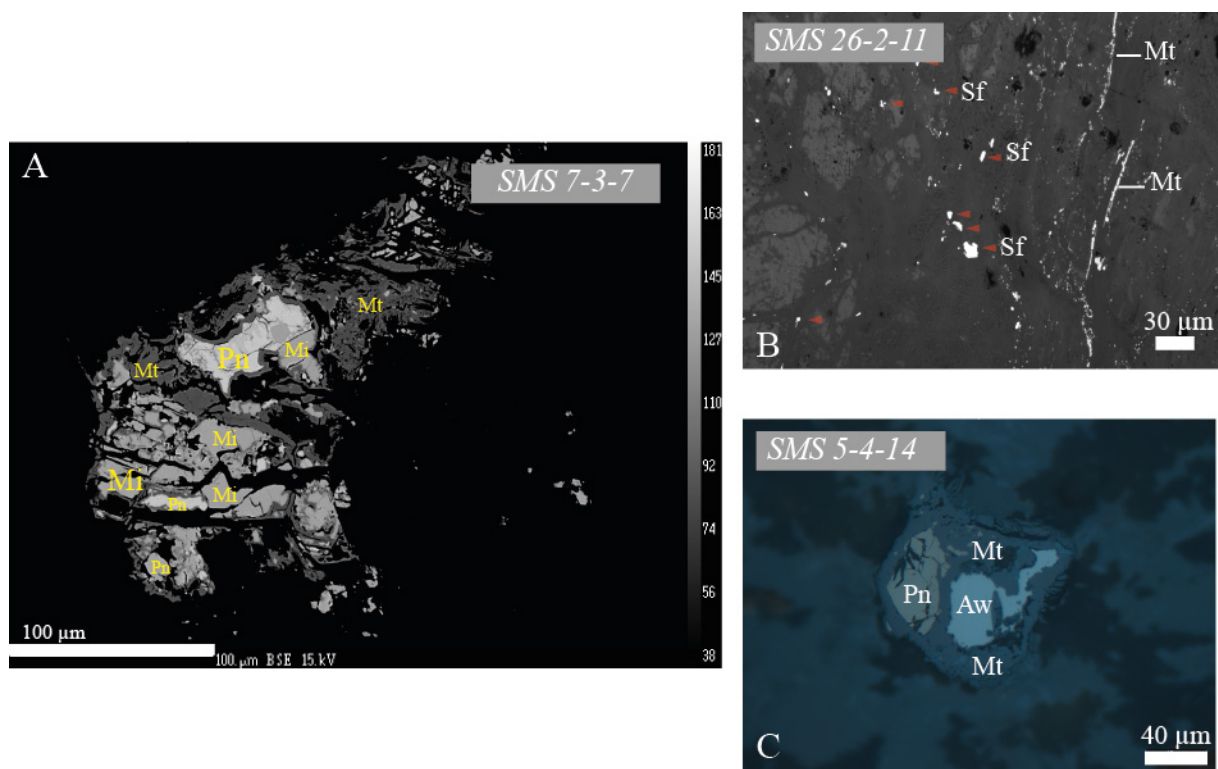 A
SMS 7-3-7
181
163
145
127
110
92
74
56
38
Mt
Pn
Mi
Mt
Mi
Mi
Mi
Pn
Pn
100 μm
100.μm BSE 15.kV
SMS 26-2-11
Mt
Sf
Sf
Mt
Sf
30 μm
B
SMS 5-4-14
Mt
Pn
Aw
Mt
C
40 μm